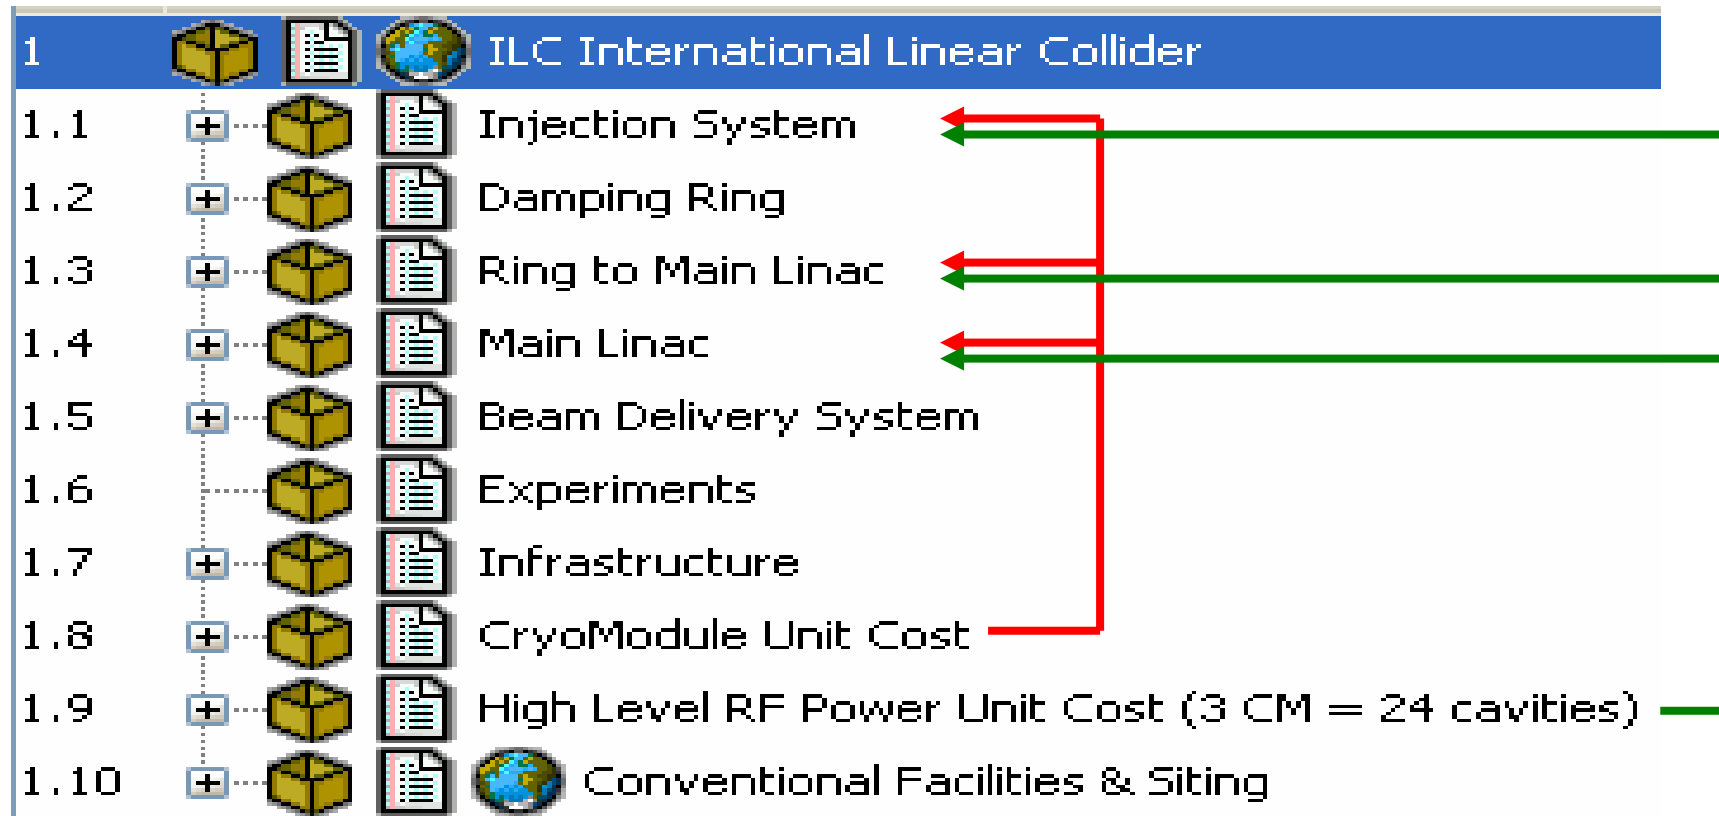 1 ILC International Linear Collider
1.1 Injection System
1.2 Damping Ring
1.3 Ring to Main Linac
1.4 Main Linac
1.5 Beam Delivery System
1.6 Experiments
1.7 Infrastructure
1.8 CryoModule Unit Cost
1.9 High Level RF Power Unit Cost (3 CM = 24 cavities)
1.10 Conventional Facilities & Siting